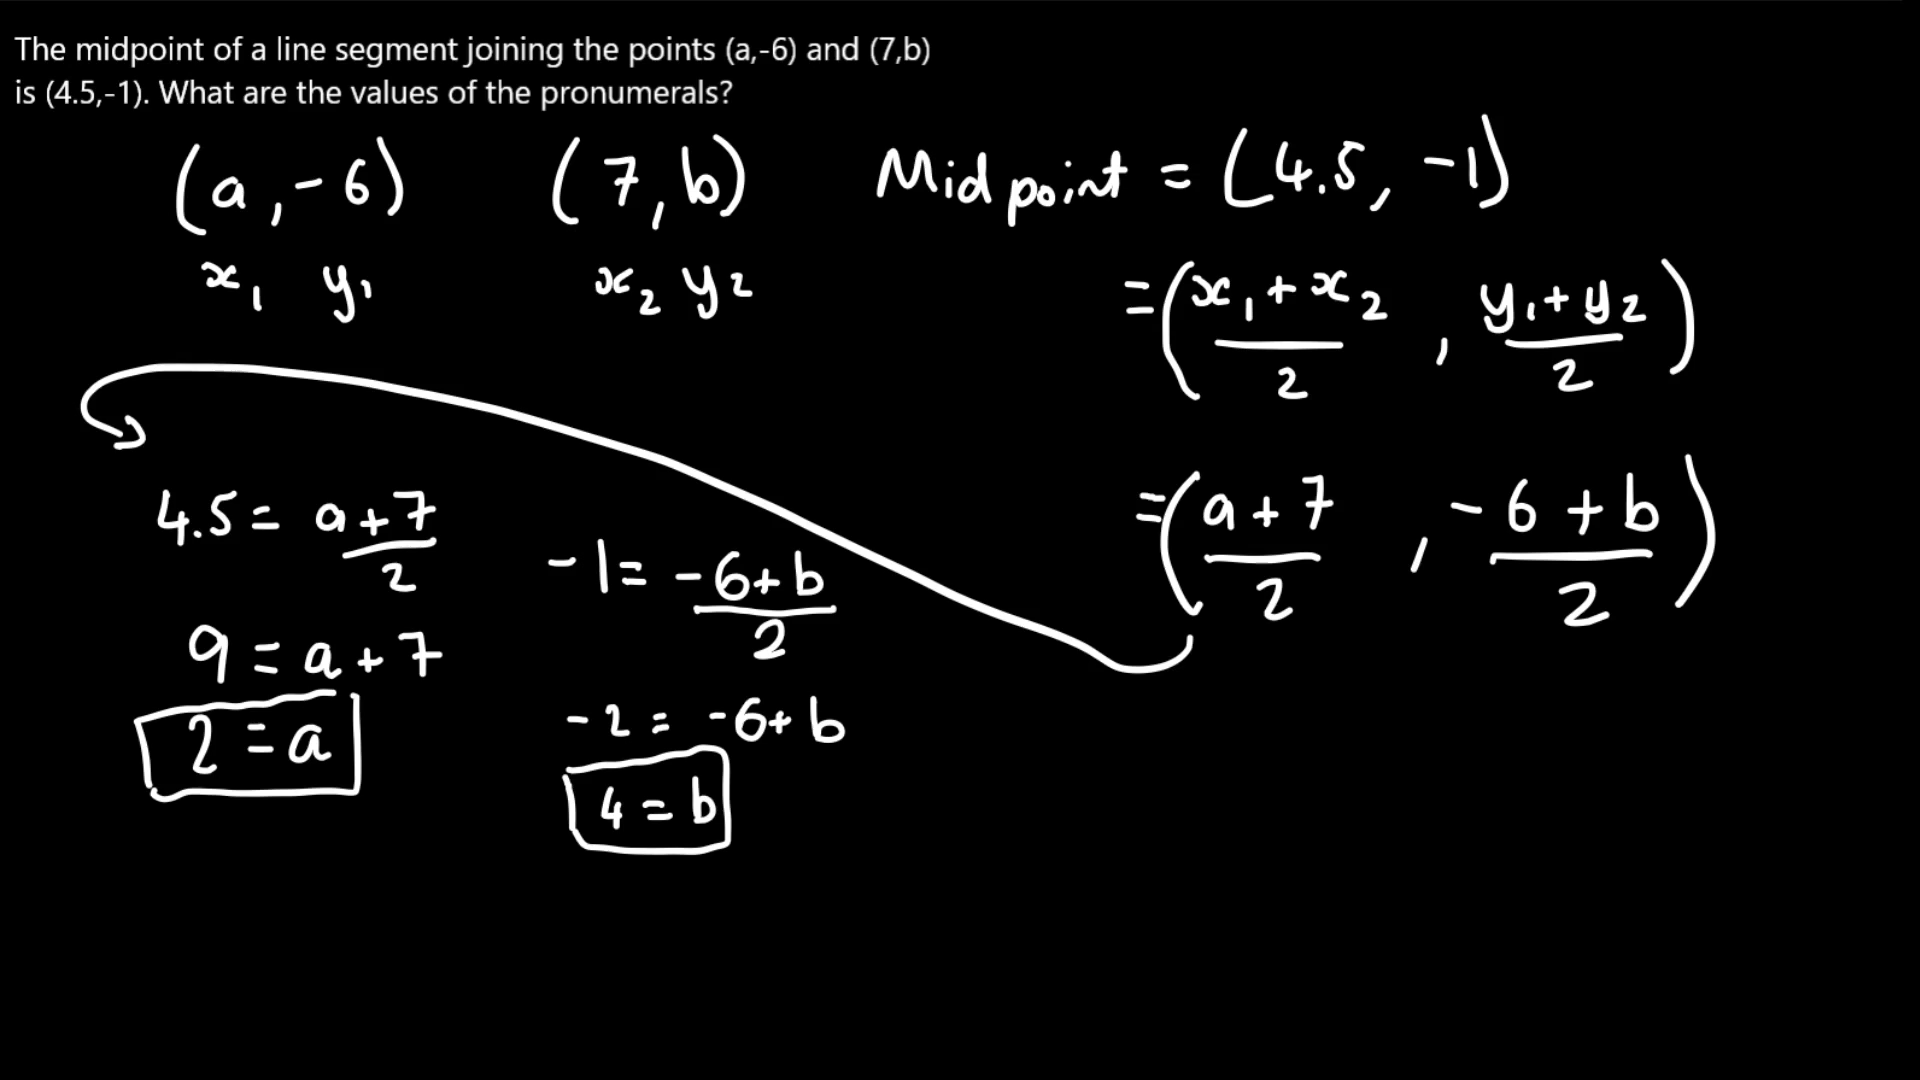 The midpoint of a line segment joining the points (a,-6) and (7,b)
is (4.5,-1). What are the values of the pronumerals?
(a,-6) (7,b) Midpoint = (4.5, -1)
x₁ y₁ x₂ y₂
= (x₁+x₂/2, y₁+y₂/2)
= (a+7/2, -6+b/2)
4.5 = a+7/2
9 = a+7
2 = a
-1 = -6+b/2
-2 = -6+b
4 = b